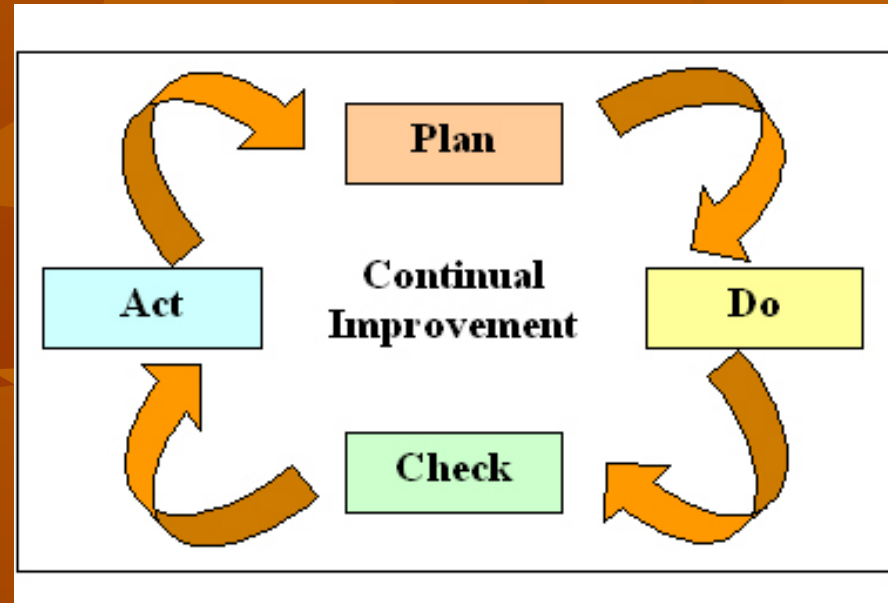 Plan
Act
Continual
Improvement
Do
Check